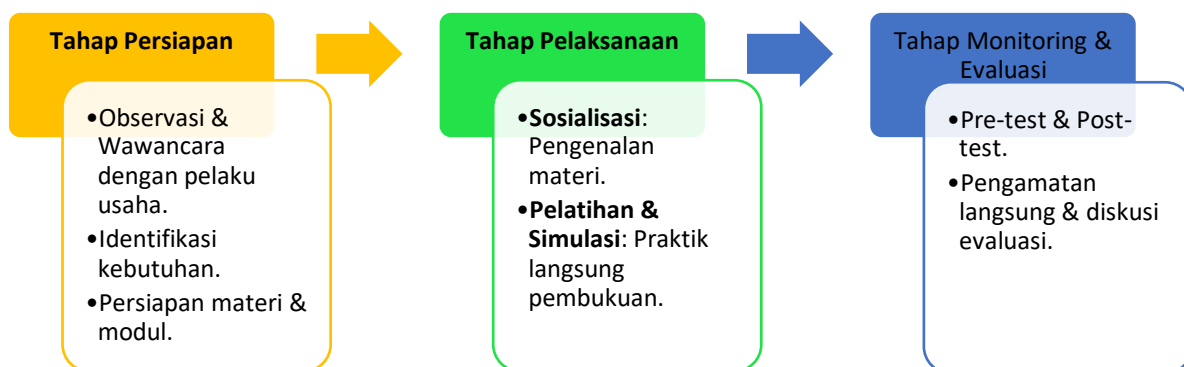 Tahap Persiapan
•Observasi &
Wawancara
dengan pelaku
usaha.
•Identifikasi
kebutuhan.
•Persiapan materi &
modul.
Tahap Pelaksanaan
•Sosialisasi:
Pengenalan
materi.
•Pelatihan &
Simulasi: Praktik
langsung
pembukuan.
Tahap Monitoring &
Evaluasi
•Pre-test & Post-
test.
•Pengamatan
langsung & diskusi
evaluasi.